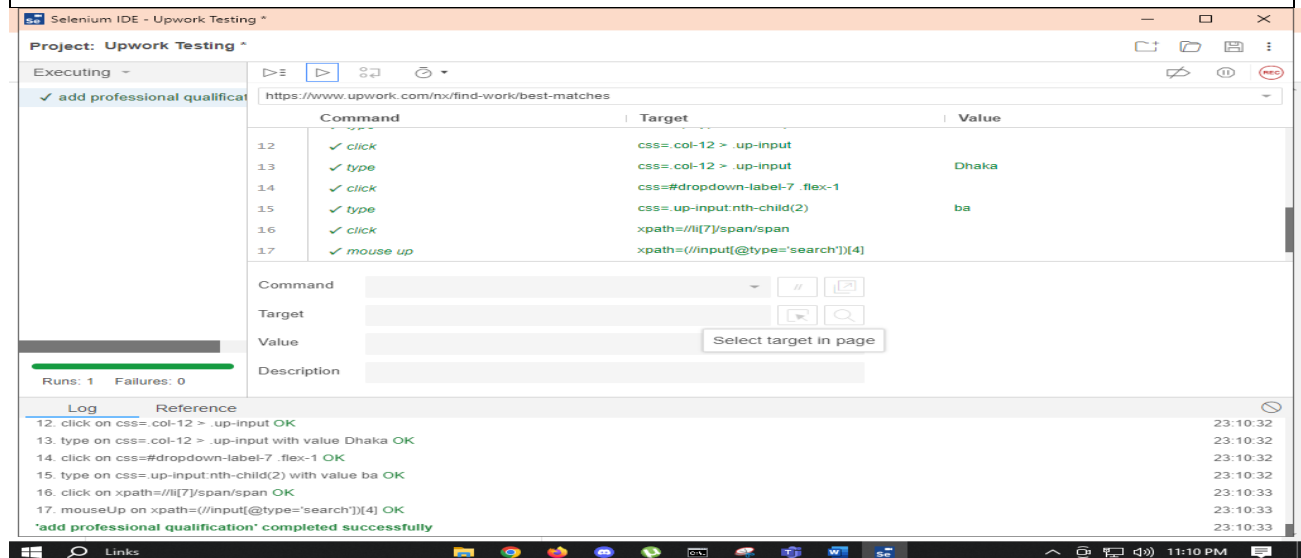 Selenium IDE - Upwork Testing *
Project: Upwork Testing *
Executing
✓ add professional qualificat
https://www.upwork.com/nx/find-work/best-matches
Command Target Value
12 ✓ click css=.col-12 > .up-input
13 ✓ type css=.col-12 > .up-input Dhaka
14 ✓ click css=#dropdown-label-7 .flex-1
15 ✓ type css=.up-input:nth-child(2) ba
16 ✓ click xpath=//li[7]/span/span
17 ✓ mouse up xpath=(//input[@type='search'])[4]
Command //
Target
Select target in page
Value
Description
Runs: 1 Failures: 0
Log Reference
12. click on css=.col-12 > .up-input OK 23:10:32
13. type on css=.col-12 > .up-input with value Dhaka OK 23:10:32
14. click on css=#dropdown-label-7 .flex-1 OK 23:10:32
15. type on css=.up-input:nth-child(2) with value ba OK 23:10:32
16. click on xpath=//li[7]/span/span OK 23:10:33
17. mouseUp on xpath=(//input[@type='search'])[4] OK 23:10:33
'add professional qualification' completed successfully 23:10:33
Links 11:10 PM